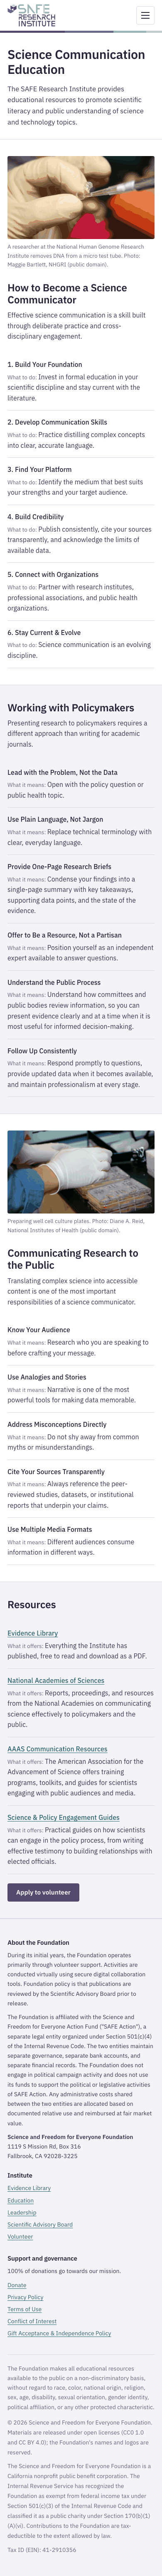 SAFE
RESEARCH
INSTITUTE
Science Communication
Education
The SAFE Research Institute provides
educational resources to promote scientific
literacy and public understanding of science
and technology topics.
A researcher at the National Human Genome Research
Institute removes DNA from a micro test tube. Photo:
Maggie Bartlett, NHGRI (public domain).
How to Become a Science
Communicator
Effective science communication is a skill built
through deliberate practice and cross-
disciplinary engagement.
1. Build Your Foundation
What to do: Invest in formal education in your
scientific discipline and stay current with the
literature.
2. Develop Communication Skills
What to do: Practice distilling complex concepts
into clear, accurate language.
3. Find Your Platform
What to do: Identify the medium that best suits
your strengths and your target audience.
4. Build Credibility
What to do: Publish consistently, cite your sources
transparently, and acknowledge the limits of
available data.
5. Connect with Organizations
What to do: Partner with research institutes,
professional associations, and public health
organizations.
6. Stay Current & Evolve
What to do: Science communication is an evolving
discipline.
Working with Policymakers
Presenting research to policymakers requires a
different approach than writing for academic
journals.
Lead with the Problem, Not the Data
What it means: Open with the policy question or
public health topic.
Use Plain Language, Not Jargon
What it means: Replace technical terminology with
clear, everyday language.
Provide One-Page Research Briefs
What it means: Condense your findings into a
single-page summary with key takeaways,
supporting data points, and the state of the
evidence.
Offer to Be a Resource, Not a Partisan
What it means: Position yourself as an independent
expert available to answer questions.
Understand the Public Process
What it means: Understand how committees and
public bodies review information, so you can
present evidence clearly and at a time when it is
most useful for informed decision-making.
Follow Up Consistently
What it means: Respond promptly to questions,
provide updated data when it becomes available,
and maintain professionalism at every stage.
Preparing well cell culture plates. Photo: Diane A. Reid,
National Institutes of Health (public domain).
Communicating Research to
the Public
Translating complex science into accessible
content is one of the most important
responsibilities of a science communicator.
Know Your Audience
What it means: Research who you are speaking to
before crafting your message.
Use Analogies and Stories
What it means: Narrative is one of the most
powerful tools for making data memorable.
Address Misconceptions Directly
What it means: Do not shy away from common
myths or misunderstandings.
Cite Your Sources Transparently
What it means: Always reference the peer-
reviewed studies, datasets, or institutional
reports that underpin your claims.
Use Multiple Media Formats
What it means: Different audiences consume
information in different ways.
Resources
Evidence Library
What it offers: Everything the Institute has
published, free to read and download as a PDF.
National Academies of Sciences
What it offers: Reports, proceedings, and resources
from the National Academies on communicating
science effectively to policymakers and the
public.
AAAS Communication Resources
What it offers: The American Association for the
Advancement of Science offers training
programs, toolkits, and guides for scientists
engaging with public audiences and media.
Science & Policy Engagement Guides
What it offers: Practical guides on how scientists
can engage in the policy process, from writing
effective testimony to building relationships with
elected officials.
Apply to volunteer
About the Foundation
During its initial years, the Foundation operates
primarily through volunteer support. Activities are
conducted virtually using secure digital collaboration
tools. Foundation policy is that publications are
reviewed by the Scientific Advisory Board prior to
release.
The Foundation is affiliated with the Science and
Freedom for Everyone Action Fund ("SAFE Action"), a
separate legal entity organized under Section 501(c)(4)
of the Internal Revenue Code. The two entities maintain
separate governance, separate bank accounts, and
separate financial records. The Foundation does not
engage in political campaign activity and does not use
its funds to support the political or legislative activities
of SAFE Action. Any administrative costs shared
between the two entities are allocated based on
documented relative use and reimbursed at fair market
value.
Science and Freedom for Everyone Foundation
1119 S Mission Rd, Box 316
Fallbrook, CA 92028-3225
Institute
Evidence Library
Education
Leadership
Scientific Advisory Board
Volunteer
Support and governance
100% of donations go towards our mission.
Donate
Privacy Policy
Terms of Use
Conflict of Interest
Gift Acceptance & Independence Policy
The Foundation makes all educational resources
available to the public on a non-discriminatory basis,
without regard to race, color, national origin, religion,
sex, age, disability, sexual orientation, gender identity,
political affiliation, or any other protected characteristic.
© 2026 Science and Freedom for Everyone Foundation.
Materials are released under open licenses (CC0 1.0
and CC BY 4.0); the Foundation's names and logos are
reserved.
The Science and Freedom for Everyone Foundation is a
California nonprofit public benefit corporation. The
Internal Revenue Service has recognized the
Foundation as exempt from federal income tax under
Section 501(c)(3) of the Internal Revenue Code and
classified it as a public charity under Section 170(b)(1)
(A)(vi). Contributions to the Foundation are tax-
deductible to the extent allowed by law.
Tax ID (EIN): 41-2910356